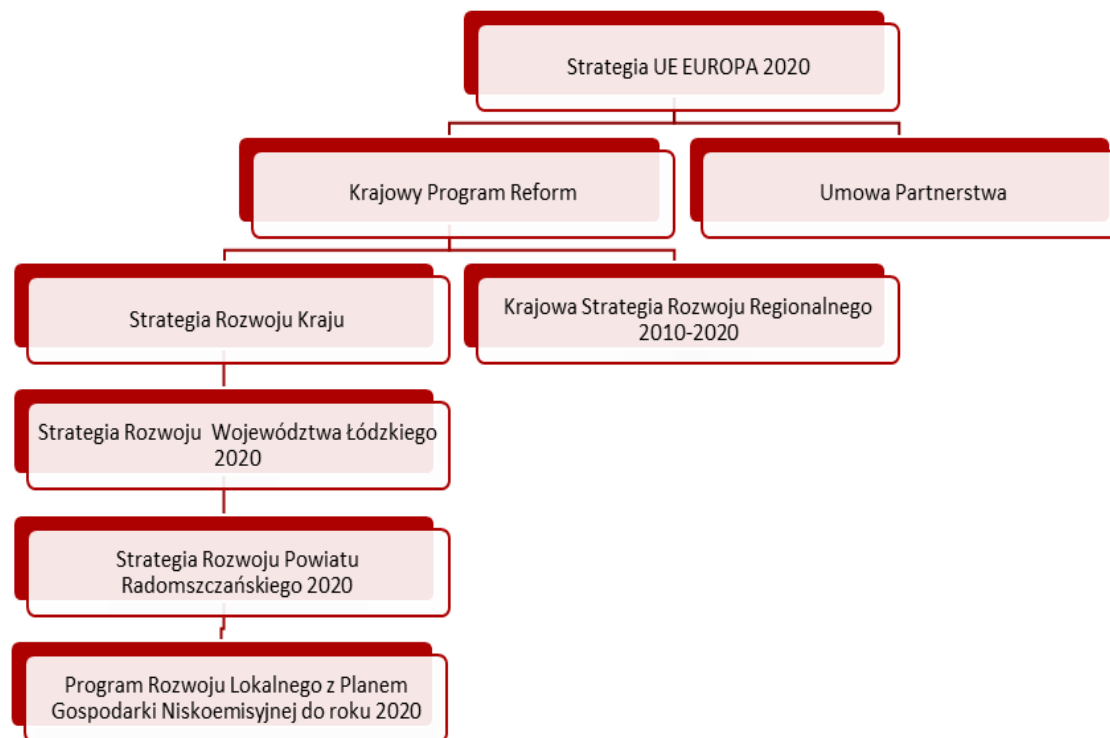 Strategia UE EUROPA 2020
Krajowy Program Reform
Umowa Partnerstwa
Strategia Rozwoju Kraju
Krajowa Strategia Rozwoju Regionalnego
2010-2020
Strategia Rozwoju Województwa Łódzkiego
2020
Strategia Rozwoju Powiatu
Radomszczańskiego 2020
Program Rozwoju Lokalnego z Planem
Gospodarki Niskoemisyjnej do roku 2020